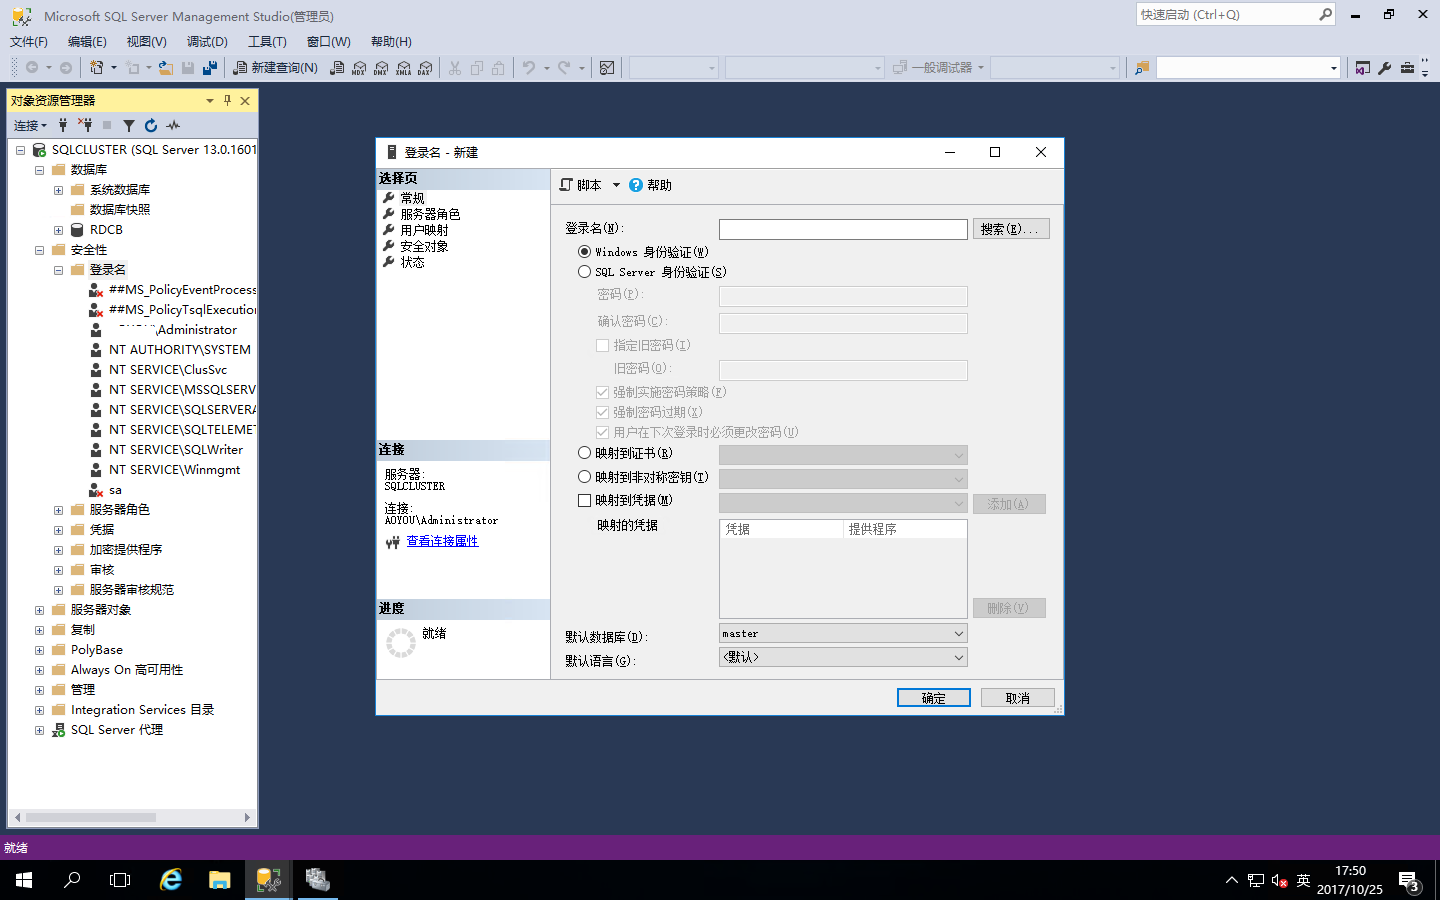 Microsoft SQL Server Management Studio(管理员)
快速启动 (Ctrl+Q)
文件(F) 编辑(E) 视图(V) 调试(D) 工具(T) 窗口(W) 帮助(H)
新建查询(N) MDX DMX XMLA DAX 一般调试器
对象资源管理器
连接
SQLCLUSTER (SQL Server 13.0.1601
数据库
系统数据库
数据库快照
RDCB
安全性
登录名
##MS_PolicyEventProcess
##MS_PolicyTsqlExecution
\Administrator
NT AUTHORITY\SYSTEM
NT SERVICE\ClusSvc
NT SERVICE\MSSQLSERV
NT SERVICE\SQLSERVERA
NT SERVICE\SQLTELEMET
NT SERVICE\SQLWriter
NT SERVICE\Winmgmt
sa
服务器角色
凭据
加密提供程序
审核
服务器审核规范
服务器对象
复制
PolyBase
Always On 高可用性
管理
Integration Services 目录
SQL Server 代理
登录名 - 新建
选择页
常规
服务器角色
用户映射
安全对象
状态
连接
服务器:
SQLCLUSTER
连接:
AOYOU\Administrator
查看连接属性
进度
就绪
脚本 帮助
登录名(N): 搜索(E)...
Windows 身份验证(W)
SQL Server 身份验证(S)
密码(P):
确认密码(C):
指定旧密码(I)
旧密码(O):
强制实施密码策略(F)
强制密码过期(X)
用户在下次登录时必须更改密码(U)
映射到证书(R)
映射到非对称密钥(T)
映射到凭据(M) 添加(A)
映射的凭据 凭据 提供程序
删除(V)
默认数据库(D): master
默认语言(G): <默认>
确定 取消
就绪
英 17:50
2017/10/25 3